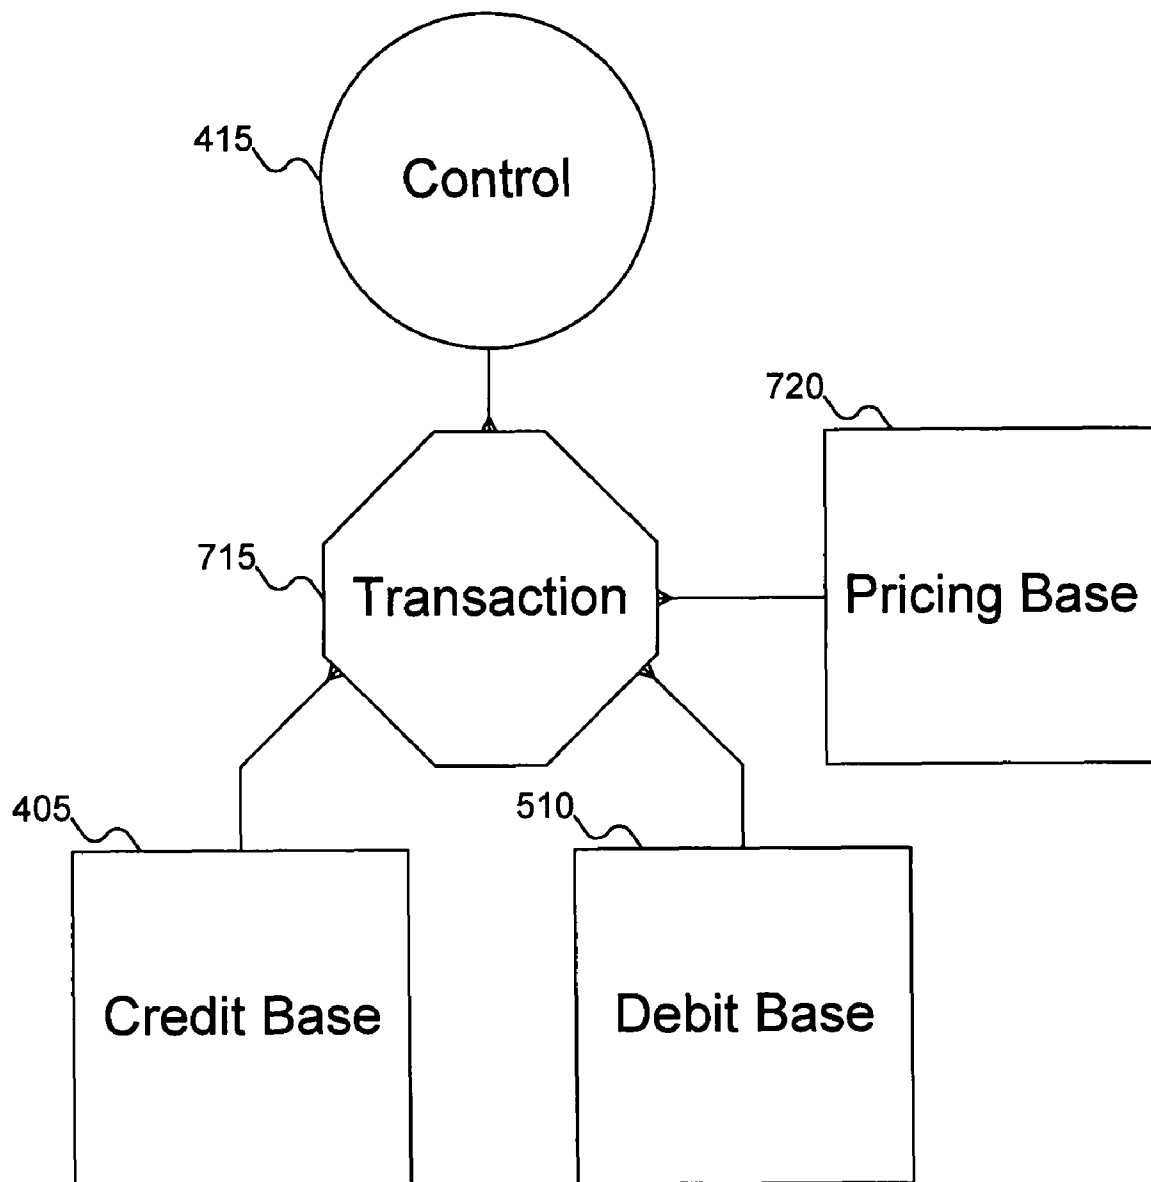 415
Control
720
715
Transaction
Pricing Base
405
510
Credit Base
Debit Base